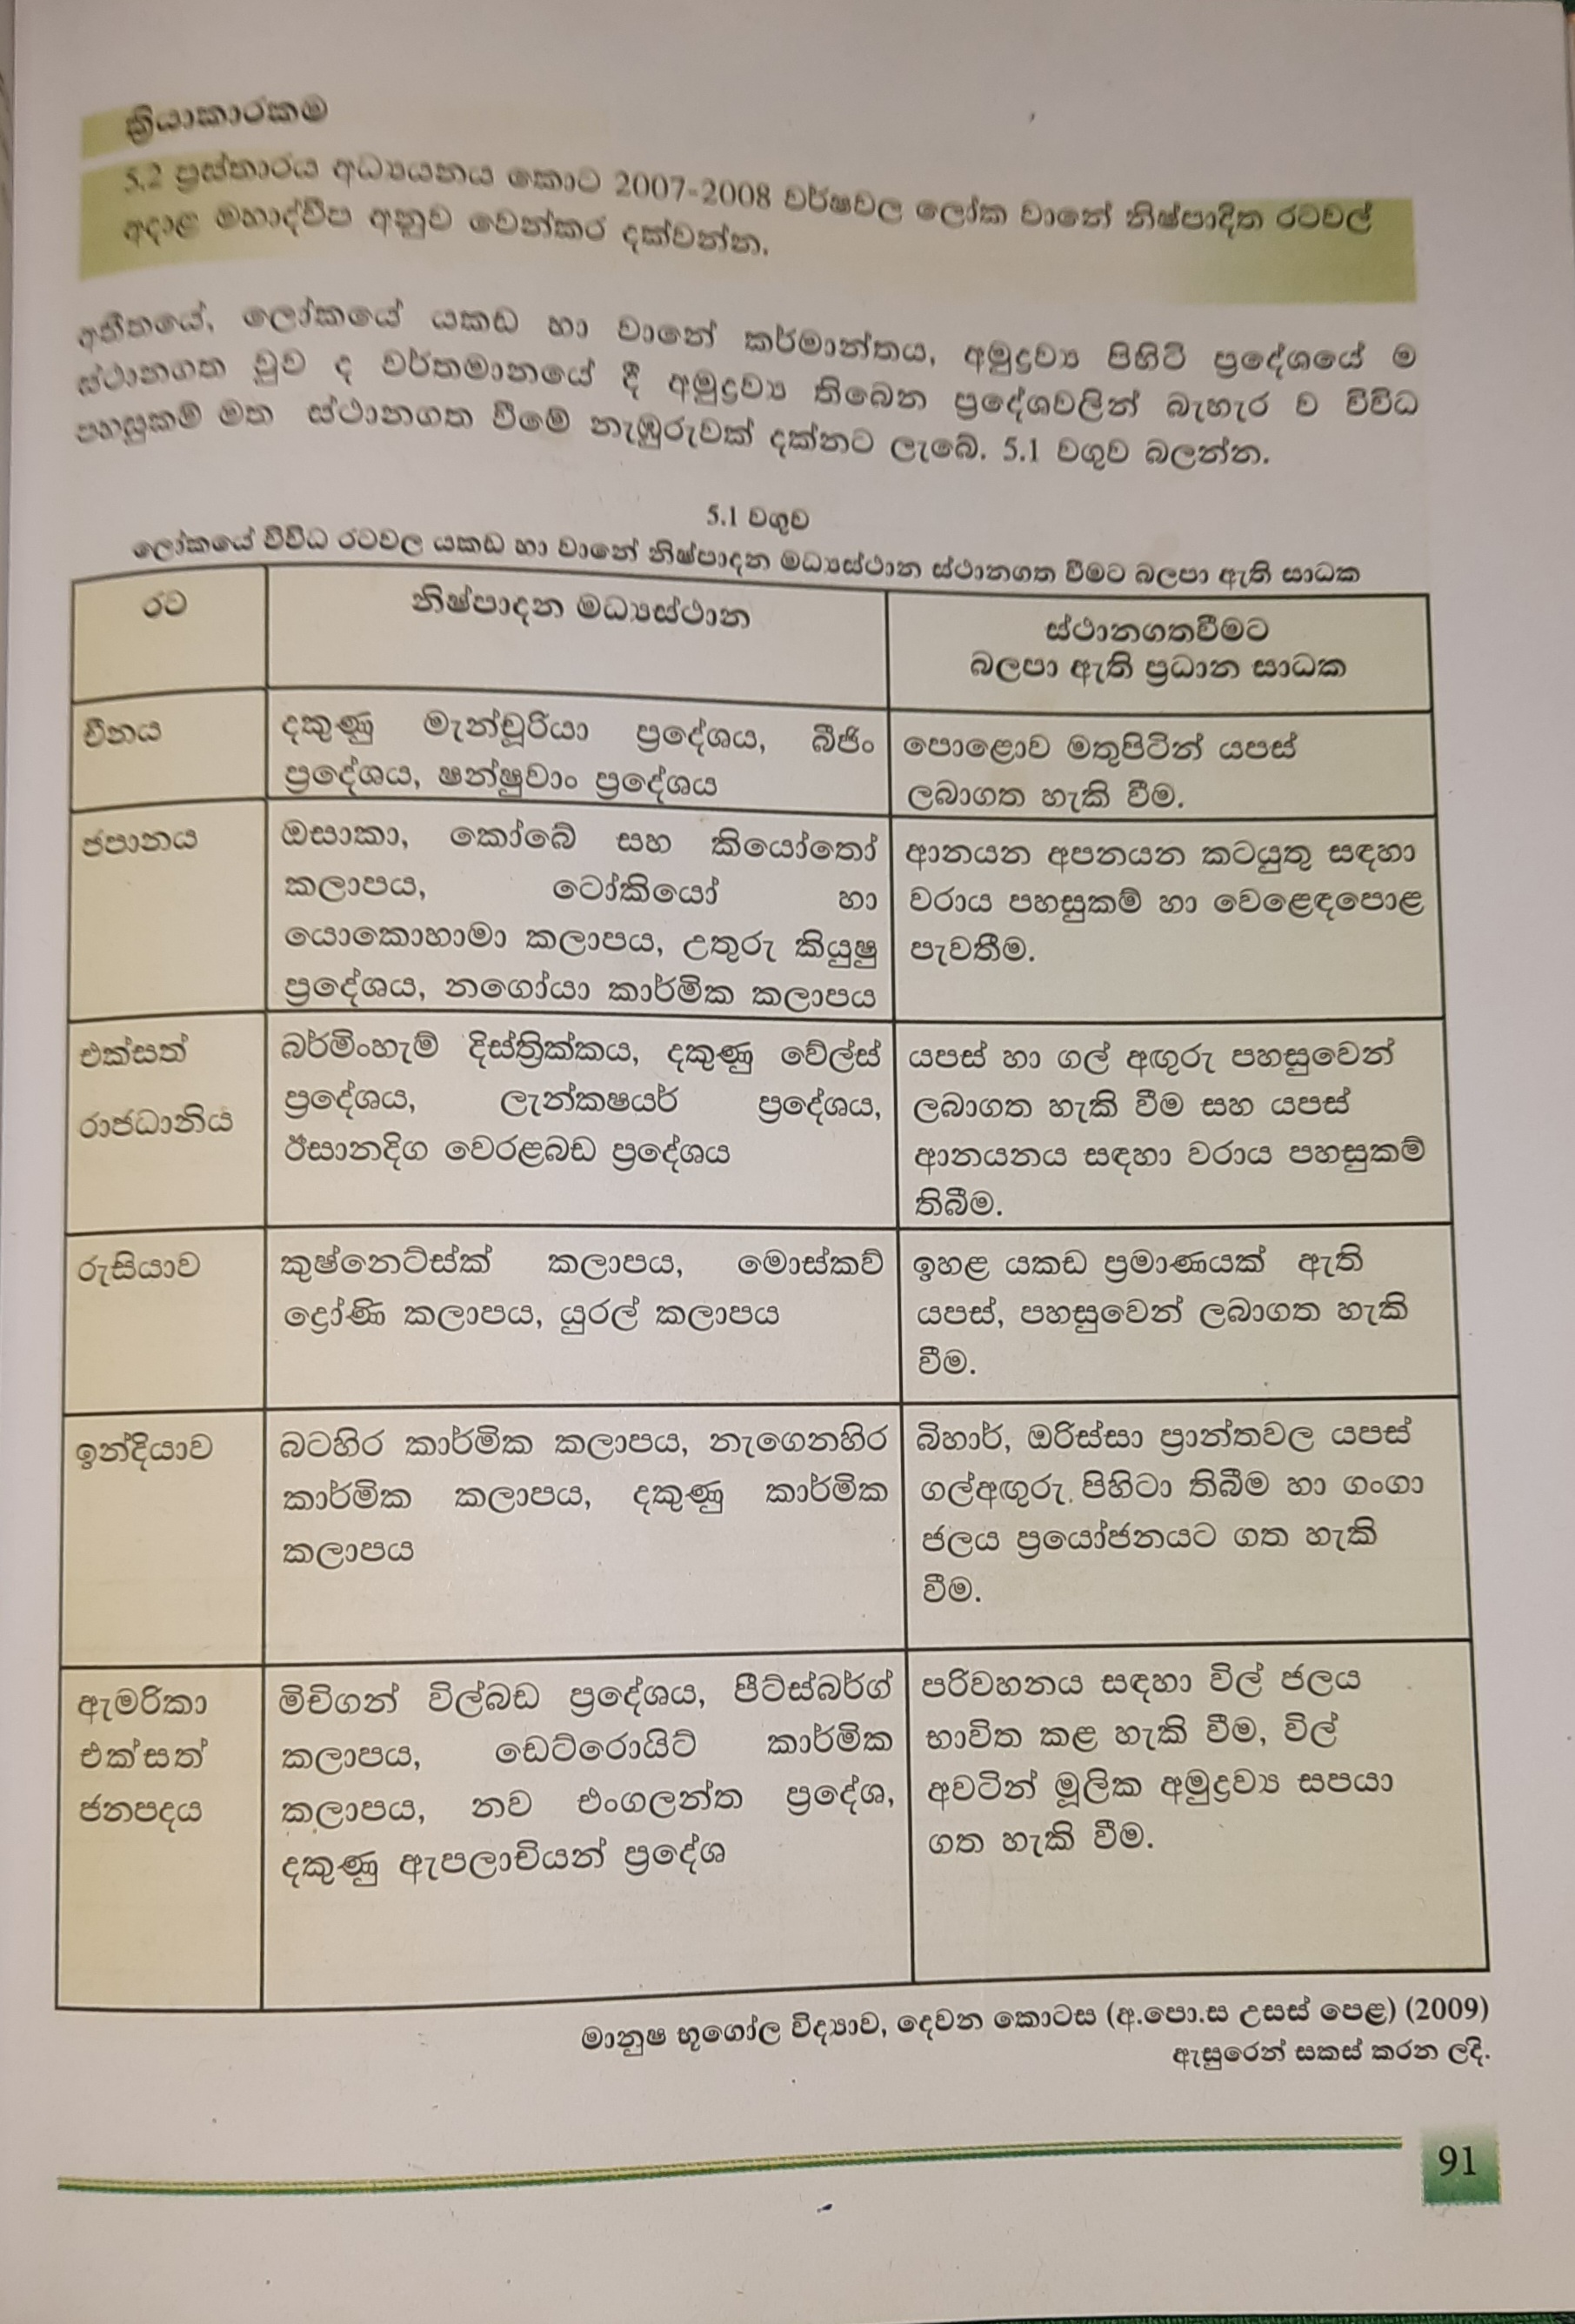 ක්‍රියාකාරකම
5.2 ප්‍රස්තාරය අධ්‍යයනය කොට 2007-2008 වර්ෂවල ලෝක වානේ නිෂ්පාදිත රටවල්
අදාළ මහාද්වීප අනුව වෙන්කර දක්වන්න.
අතීතයේ, ලෝකයේ යකඩ හා වානේ කර්මාන්තය, අමුද්‍රව්‍ය පිහිටි ප්‍රදේශයේ ම
ස්ථානගත වුව ද වර්තමානයේ දී අමුද්‍රව්‍ය තිබෙන ප්‍රදේශවලින් බැහැර ව විවිධ
පහසුකම් මත ස්ථානගත වීමේ නැඹුරුවක් දක්නට ලැබේ. 5.1 වගුව බලන්න.
5.1 වගුව
ලෝකයේ විවිධ රටවල යකඩ හා වානේ නිෂ්පාදන මධ්‍යස්ථාන ස්ථානගත වීමට බලපා ඇති සාධක
රට
නිෂ්පාදන මධ්‍යස්ථාන
ස්ථානගතවීමට
බලපා ඇති ප්‍රධාන සාධක
චීනය
දකුණු මැන්චූරියා ප්‍රදේශය, බීජිං
ප්‍රදේශය, ෂන්ෂුවාං ප්‍රදේශය
පොළොව මතුපිටින් යපස්
ලබාගත හැකි වීම.
ජපානය
ඔසාකා, කෝබේ සහ කියෝතෝ
කලාපය, ටෝකියෝ හා
යොකොහාමා කලාපය, උතුරු කියුෂු
ප්‍රදේශය, නගෝයා කාර්මික කලාපය
ආනයන අපනයන කටයුතු සඳහා
වරාය පහසුකම් හා වෙළෙඳපොළ
පැවතීම.
එක්සත්
රාජධානිය
බර්මිංහැම් දිස්ත්‍රික්කය, දකුණු වේල්ස්
ප්‍රදේශය, ලැන්කෂයර් ප්‍රදේශය,
ඊසානදිග වෙරළබඩ ප්‍රදේශය
යපස් හා ගල් අඟුරු පහසුවෙන්
ලබාගත හැකි වීම සහ යපස්
ආනයනය සඳහා වරාය පහසුකම්
තිබීම.
රුසියාව
කුෂ්නෙට්ස්ක් කලාපය, මොස්කව්
ද්‍රෝණි කලාපය, යුරල් කලාපය
ඉහළ යකඩ ප්‍රමාණයක් ඇති
යපස්, පහසුවෙන් ලබාගත හැකි
වීම.
ඉන්දියාව
බටහිර කාර්මික කලාපය, නැගෙනහිර
කාර්මික කලාපය, දකුණු කාර්මික
කලාපය
බිහාර්, ඔරිස්සා ප්‍රාන්තවල යපස්
ගල්අඟුරු පිහිටා තිබීම හා ගංගා
ජලය ප්‍රයෝජනයට ගත හැකි
වීම.
ඇමරිකා
එක්සත්
ජනපදය
මිචිගන් විල්බඩ ප්‍රදේශය, පීට්ස්බර්ග්
කලාපය, ඩෙට්රොයිට් කාර්මික
කලාපය, නව එංගලන්ත ප්‍රදේශ,
දකුණු ඇපලාචියන් ප්‍රදේශ
පරිවහනය සඳහා විල් ජලය
භාවිත කළ හැකි වීම, විල්
අවටින් මූලික අමුද්‍රව්‍ය සපයා
ගත හැකි වීම.
මානුෂ භූගෝල විද්‍යාව, දෙවන කොටස (අ.පො.ස උසස් පෙළ) (2009)
ඇසුරෙන් සකස් කරන ලදි.
91